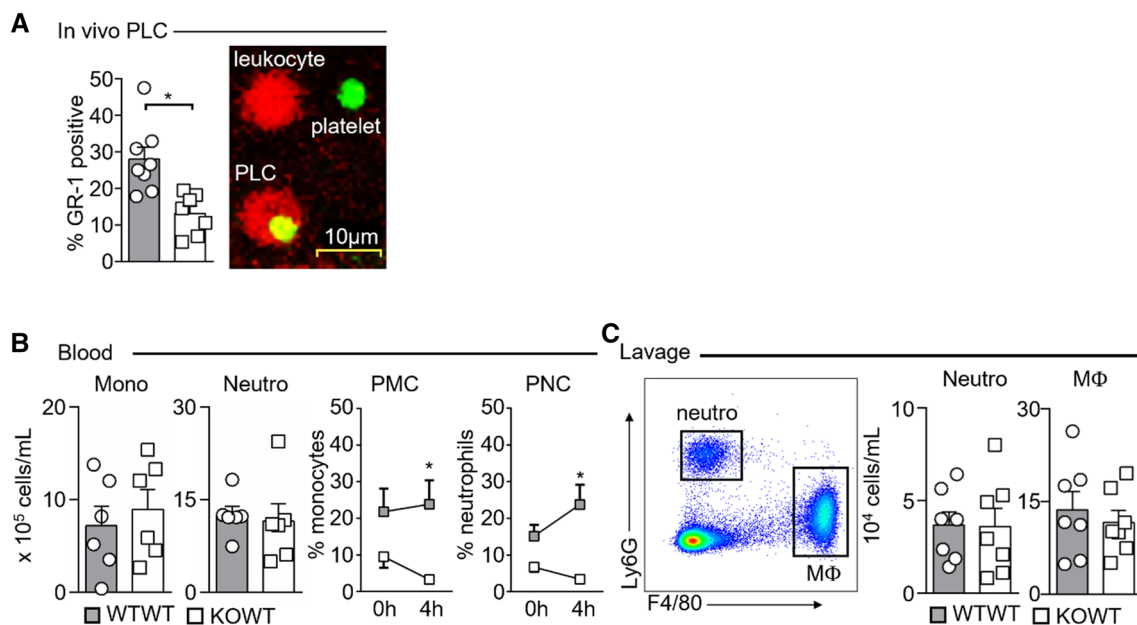 A In vivo PLC
50
40
30
20
10
0
% GR-1 positive
*
leukocyte
platelet
PLC
10µm
B Blood
Mono
20
10
0
x 10⁵ cells/mL
Neutro
30
15
0
PMC
50
40
30
20
10
0
% monocytes
*
0h 4h
PNC
50
40
30
20
10
0
% neutrophils
*
0h 4h
WTWT KOWT
C Lavage
neutro
MΦ
Ly6G
F4/80
Neutro
10
5
0
10⁴ cells/mL
MΦ
30
15
0
WTWT KOWT